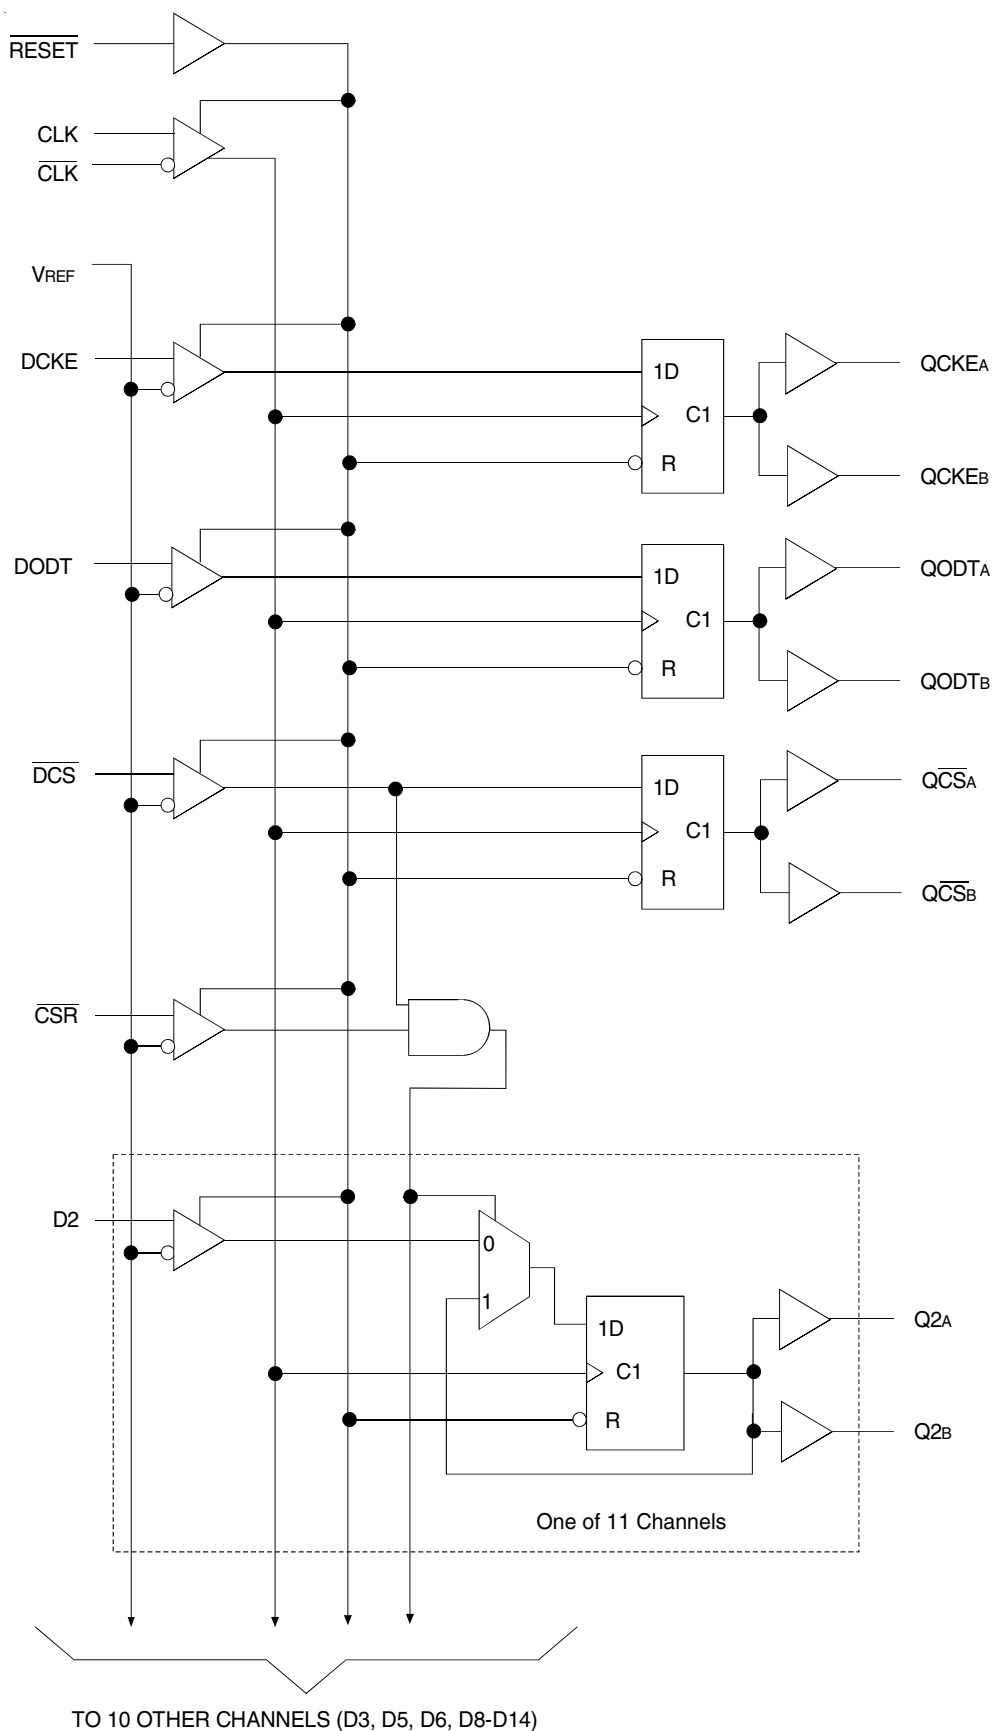 RESET
CLK
CLK
VREF
DCKE
1D
C1
R
QCKEA
QCKEB
DODT
1D
C1
R
QODTA
QODTB
DCS
1D
C1
R
QCSA
QCSB
CSR
D2
0
1
1D
C1
R
Q2A
Q2B
One of 11 Channels
TO 10 OTHER CHANNELS (D3, D5, D6, D8-D14)